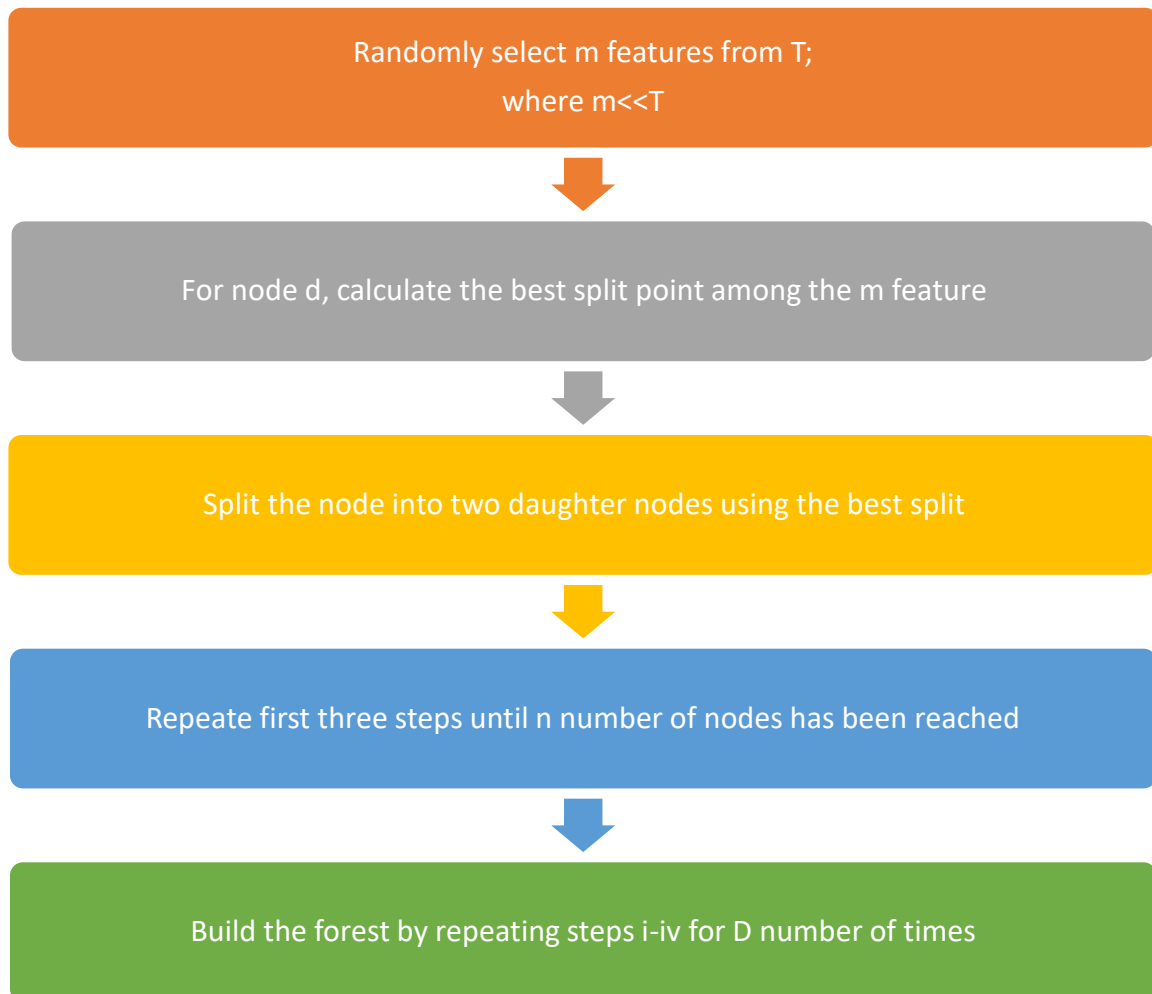 Randomly select m features from T;
where m<<T
For node d, calculate the best split point among the m feature
Split the node into two daughter nodes using the best split
Repeat first three steps until n number of nodes has been reached
Build the forest by repeating steps i-iv for D number of times